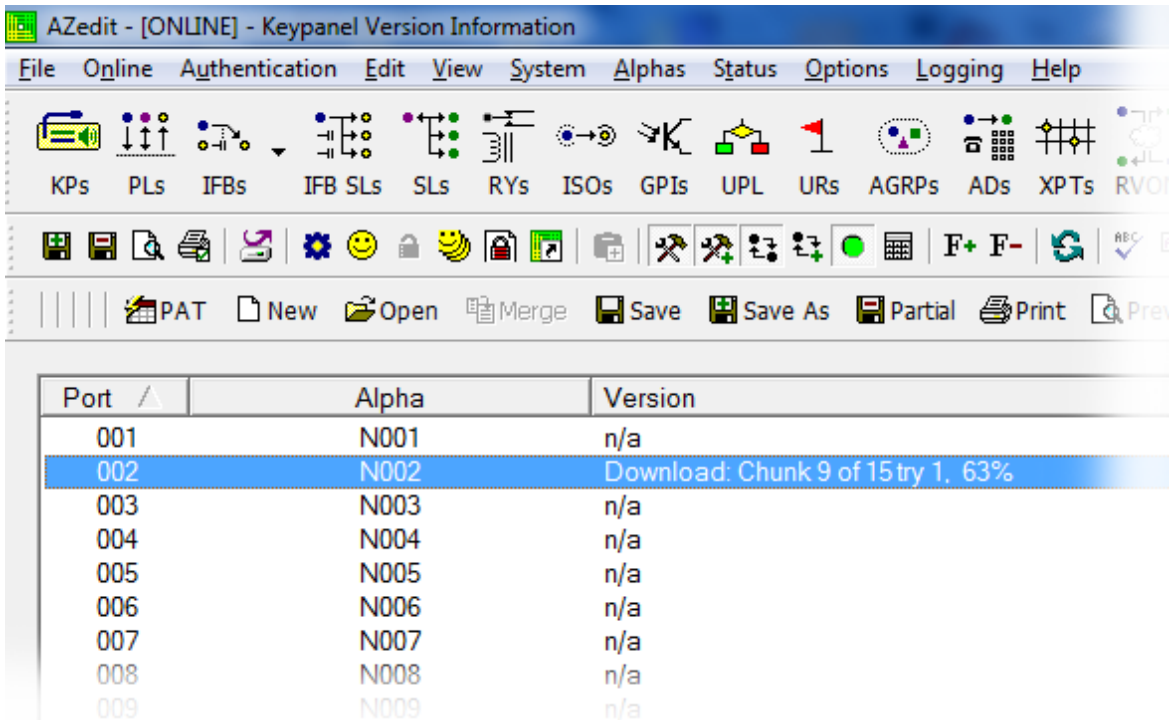 AZedit - [ONLINE] - Keypanel Version Information
File Online Authentication Edit View System Alphas Status Options Logging Help
KPs PLs IFBs IFB SLs SLs RYs ISOs GPIs UPL URs AGRPs ADs XPTs RVON
F+ F- ABC
PAT New Open Merge Save Save As Partial Print Prev
Port Alpha Version
001 N001 n/a
002 N002 Download: Chunk 9 of 15 try 1, 63%
003 N003 n/a
004 N004 n/a
005 N005 n/a
006 N006 n/a
007 N007 n/a
008 N008 n/a
009 N009 n/a